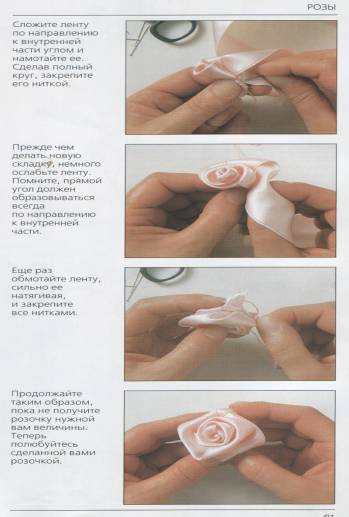 РОЗЫ
Сложите ленту
по направлению
к внутренней
части углом и
намотайте ее.
Сделав полный
круг, закрепите
его ниткой.
Прежде чем
делать новую
складку, немного
ослабьте ленту.
Помните, прямой
угол должен
образовываться
всегда
по направлению
к внутренней
части.
Еще раз
обмотайте ленту,
сильно ее
натягивая,
и закрепите
все нитками.
Продолжайте
таким образом,
пока не получите
розочку нужной
вам величины.
Теперь
полюбуйтесь
сделанной вами
розочкой.